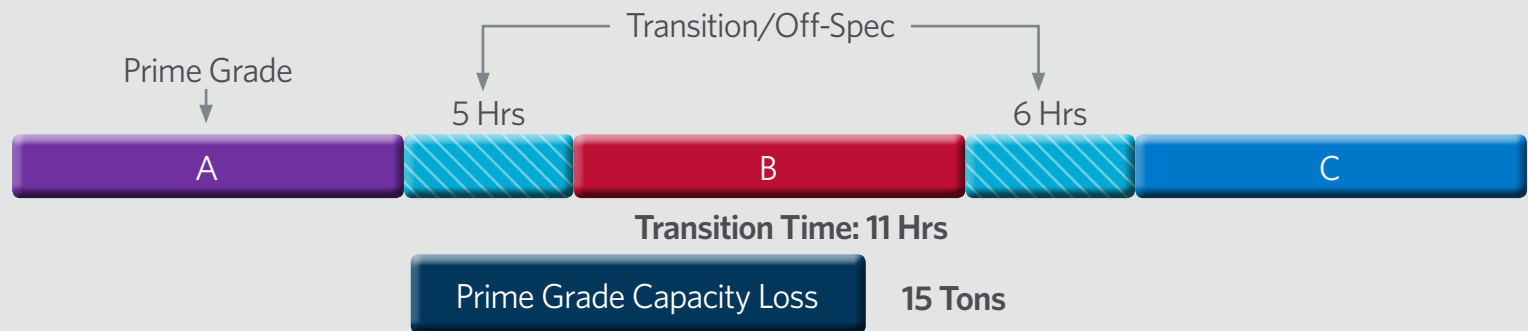 Transition/Off-Spec
Prime Grade
5 Hrs
6 Hrs
A
B
C
Transition Time: 11 Hrs
Prime Grade Capacity Loss
15 Tons